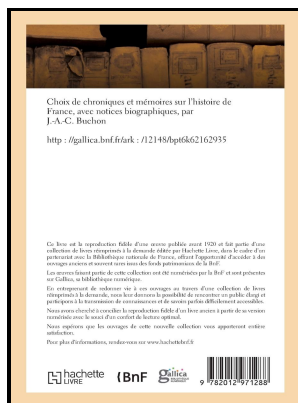 Choix de chroniques et mémoires sur l'histoire de
France, avec notices biographiques, par
J.-A.-C. Buchon
http : //gallica.bnf.fr/ark : /12148/bpt6k62162935
Ce livre est la reproduction fidèle d'une œuvre publiée avant 1920 et fait partie d'une
collection de livres réimprimés à la demande éditée par Hachette Livre, dans le cadre d'un
partenariat avec la Bibliothèque nationale de France, offrant l'opportunité d'accéder à des
ouvrages anciens et souvent rares issus des fonds patrimoniaux de la BnF.
Les œuvres faisant partie de cette collection ont été numérisées par la BnF et sont présentes
sur Gallica, sa bibliothèque numérique.
En entreprenant de redonner vie à ces ouvrages au travers d'une collection de livres
réimprimés à la demande, nous leur donnons la possibilité de rencontrer un public élargi et
participons à la transmission de connaissances et de savoirs parfois difficilement accessibles.
Nous avons cherché à concilier la reproduction fidèle d'un livre ancien à partir de sa version
numérisée avec le souci d'un confort de lecture optimal.
Nous espérons que les ouvrages de cette nouvelle collection vous apporteront entière
satisfaction.
Pour plus d'informations, rendez-vous sur www.hachettebnf.fr
hachette
LIVRE
{BnF
gallica
9 782012 971288